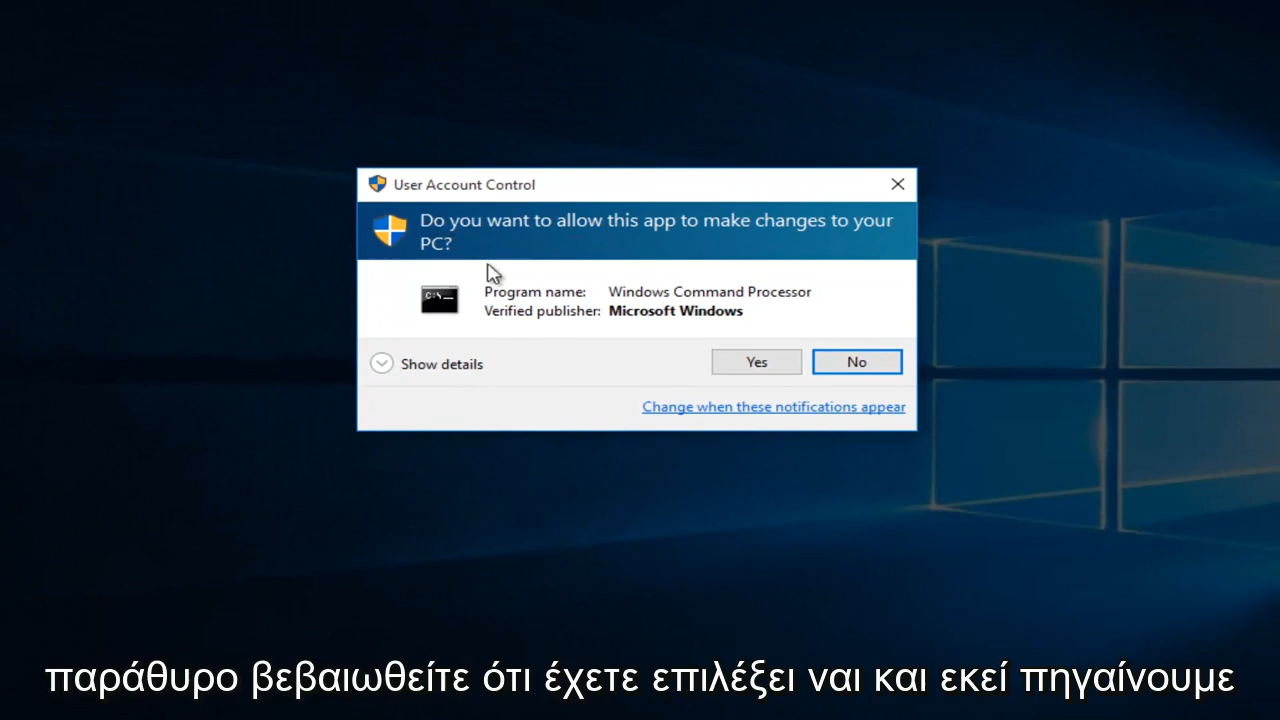 User Account Control
Do you want to allow this app to make changes to your
PC?
C:\_
Program name: Windows Command Processor
Verified publisher: Microsoft Windows
Show details
Yes
No
Change when these notifications appear
παράθυρο βεβαιωθείτε ότι έχετε επιλέξει ναι και εκεί πηγαίνουμε